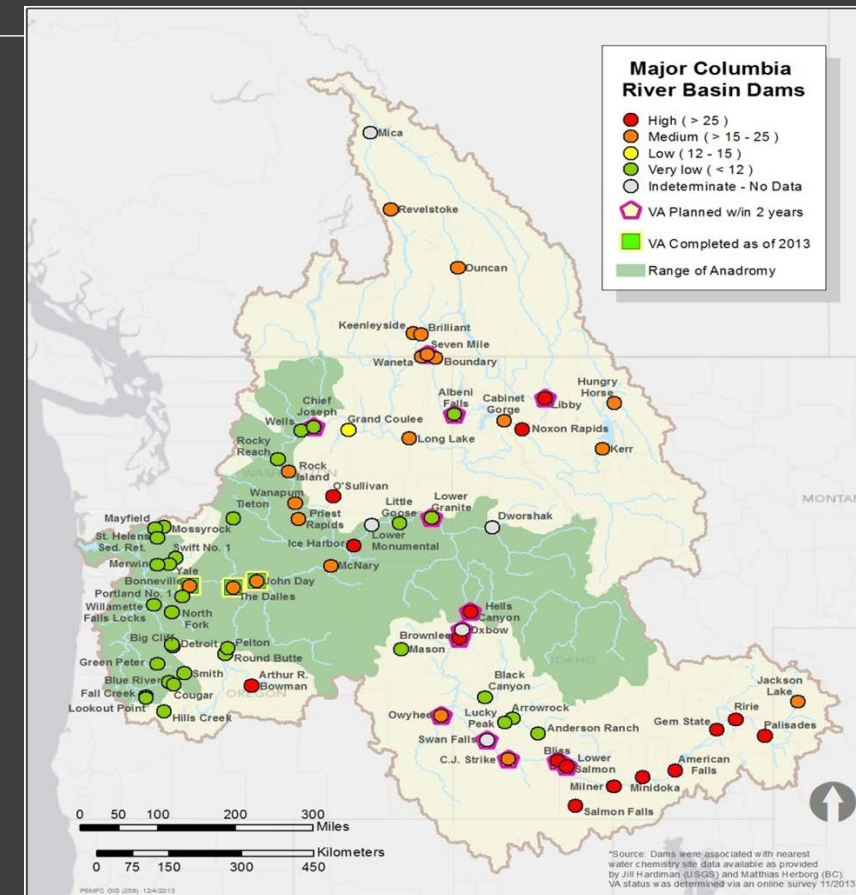 Major Columbia
River Basin Dams
High ( > 25 )
Medium ( > 15 - 25 )
Low ( 12 - 15 )
Very low ( < 12 )
Indeterminate - No Data
VA Planned w/in 2 years
VA Completed as of 2013
Range of Anadromy
Mica
Revelstoke
Duncan
Keenleyside
Brilliant
Seven Mile
Waneta
Boundary
Hungry
Horse
Albeni
Falls
Cabinet
Gorge
Libby
Chief
Joseph
Wells
Grand Coulee
Long Lake
Noxon Rapids
Kerr
Rocky
Reach
WASHINGTON
Rock
Island
O'Sullivan
Wanapum
Tieton
Priest
Rapids
Little
Goose
Lower
Granite
Dworshak
MONTAN
Mayfield
Mossyrock
St. Helens
Sed. Ret.
Swift No. 1
Ice Harbor
Lower
Monumental
Merwin
Yale
McNary
Bonneville
John Day
The Dalles
Portland No. 1
Willamette
Falls Locks
North
Fork
Hells
Canyon
Oxbow
Brownlee
Mason
IDAHO
Big Cliff
Detroit
Pelton
Round Butte
Green Peter
Smith
Blue River
Arthur R.
Bowman
OREGON
Fall Creek
Cougar
Lookout Point
Hills Creek
Black
Canyon
Jackson
Lake
Owyhee
Lucky
Peak
Arrowrock
Anderson Ranch
Gem State
Ririe
Palisades
Swan Falls
C.J. Strike
Bliss
Lower
Salmon
American
Falls
Milner
Minidoka
Salmon Falls
0 50 100 200 300
Miles
Kilometers
0 75 150 300 450
*Source: Dams were associated with nearest
water chemistry site data available as provided
by Jill Hardiman (USGS) and Matthias Herborg (BC).
VA status was determined via an online survey 11/2013
PSMFC GIS (259) 12/4/2013